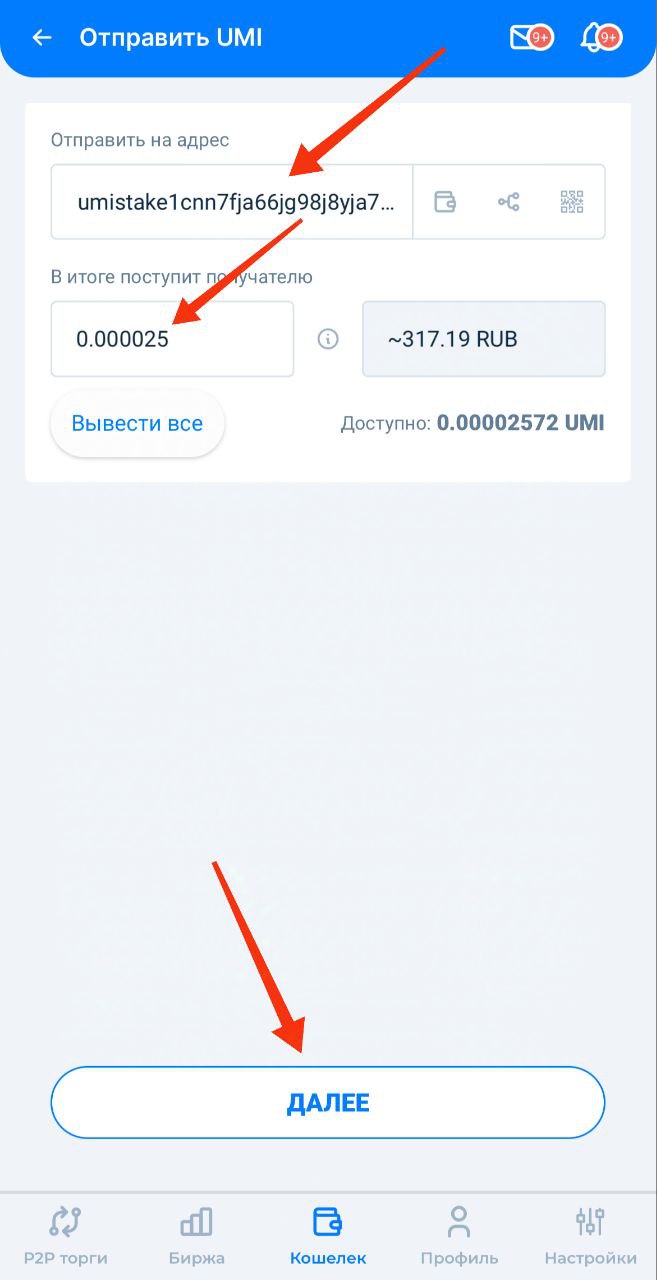 Отправить UMI
9+
9+
Отправить на адрес
umistake1cnn7fja66jg98j8yja7...
В итоге поступит получателю
0.000025
~317.19 RUB
Вывести все
Доступно: 0.00002572 UMI
ДАЛЕЕ
P2P торги
Биржа
Кошелек
Профиль
Настройки